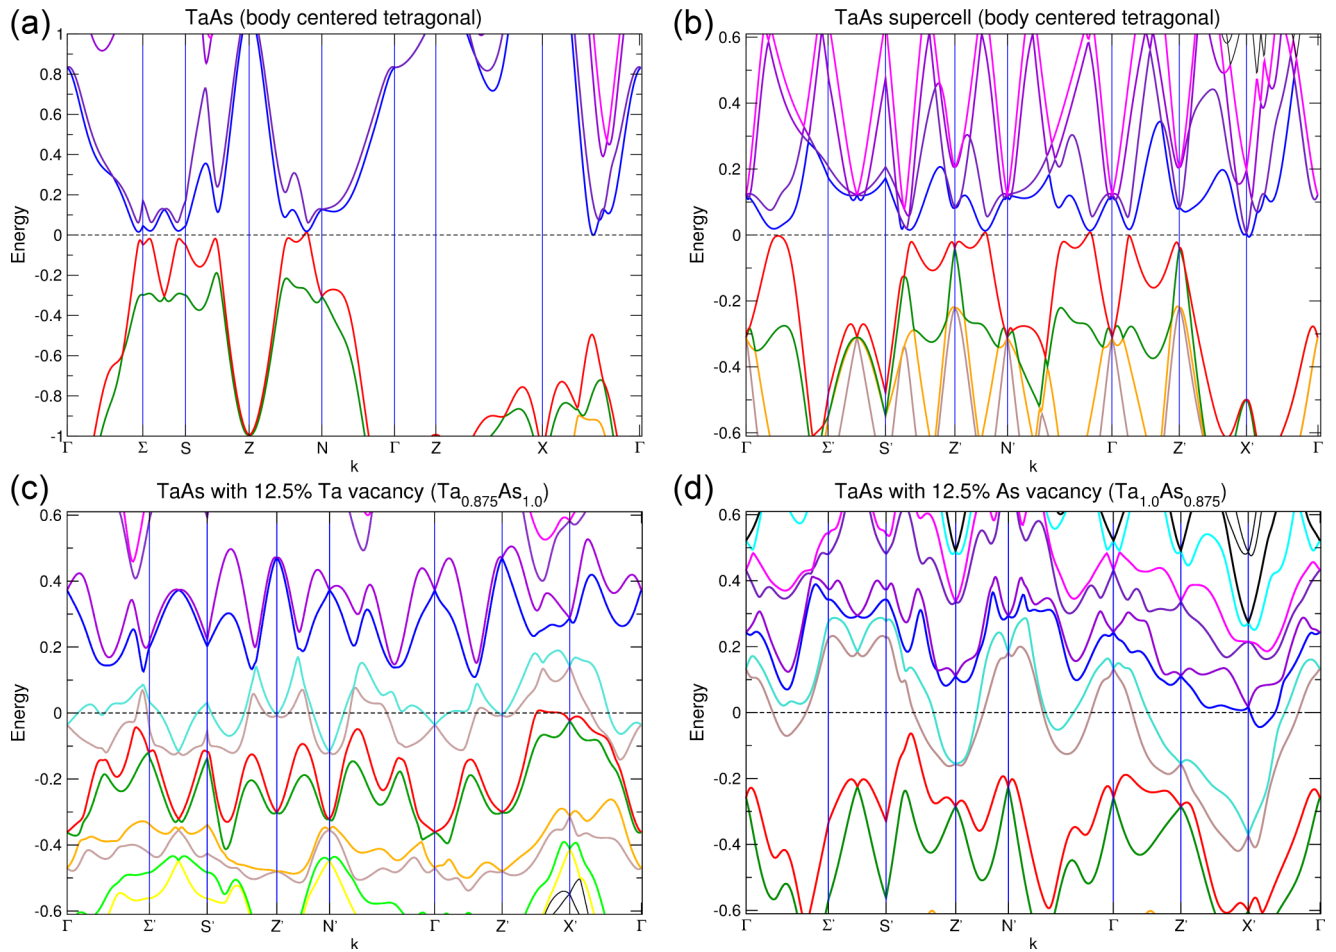 (a) TaAs (body centered tetragonal)
Energy
1
0.8
0.6
0.4
0.2
0
-0.2
-0.4
-0.6
-0.8
-1
Γ Σ S Z N Γ Z X Γ
k
(b) TaAs supercell (body centered tetragonal)
Energy
0.6
0.4
0.2
0
-0.2
-0.4
-0.6
Γ Σ' S' Z' N' Γ Z' X' Γ
k
(c) TaAs with 12.5% Ta vacancy (Ta0.875As1.0)
Energy
0.6
0.4
0.2
0
-0.2
-0.4
-0.6
Γ Σ' S' Z' N' Γ Z' X' Γ
k
(d) TaAs with 12.5% As vacancy (Ta1.0As0.875)
Energy
0.6
0.4
0.2
0
-0.2
-0.4
-0.6
Γ Σ' S' Z' N' Γ Z' X' Γ
k